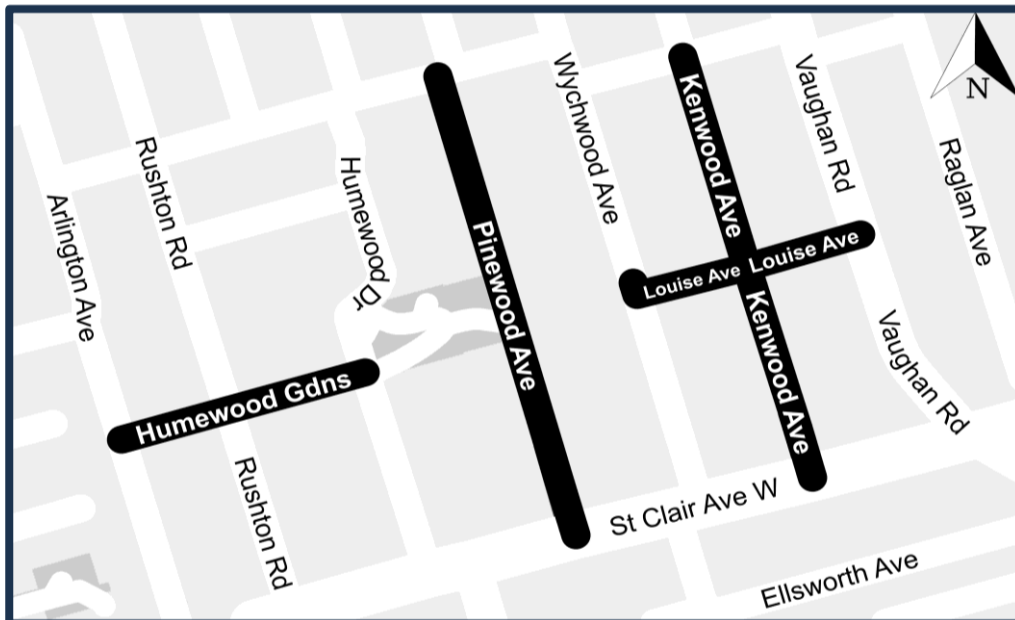 Wychwood Ave
Kenwood Ave
Vaughan Rd
N
Rushton Rd
Humewood Dr
Raglan Ave
Arlington Ave
Pinewood Ave
Louise Ave
Louise Ave
Kenwood Ave
Vaughan Rd
Humewood Gdns
Rushton Rd
St Clair Ave W
Ellsworth Ave